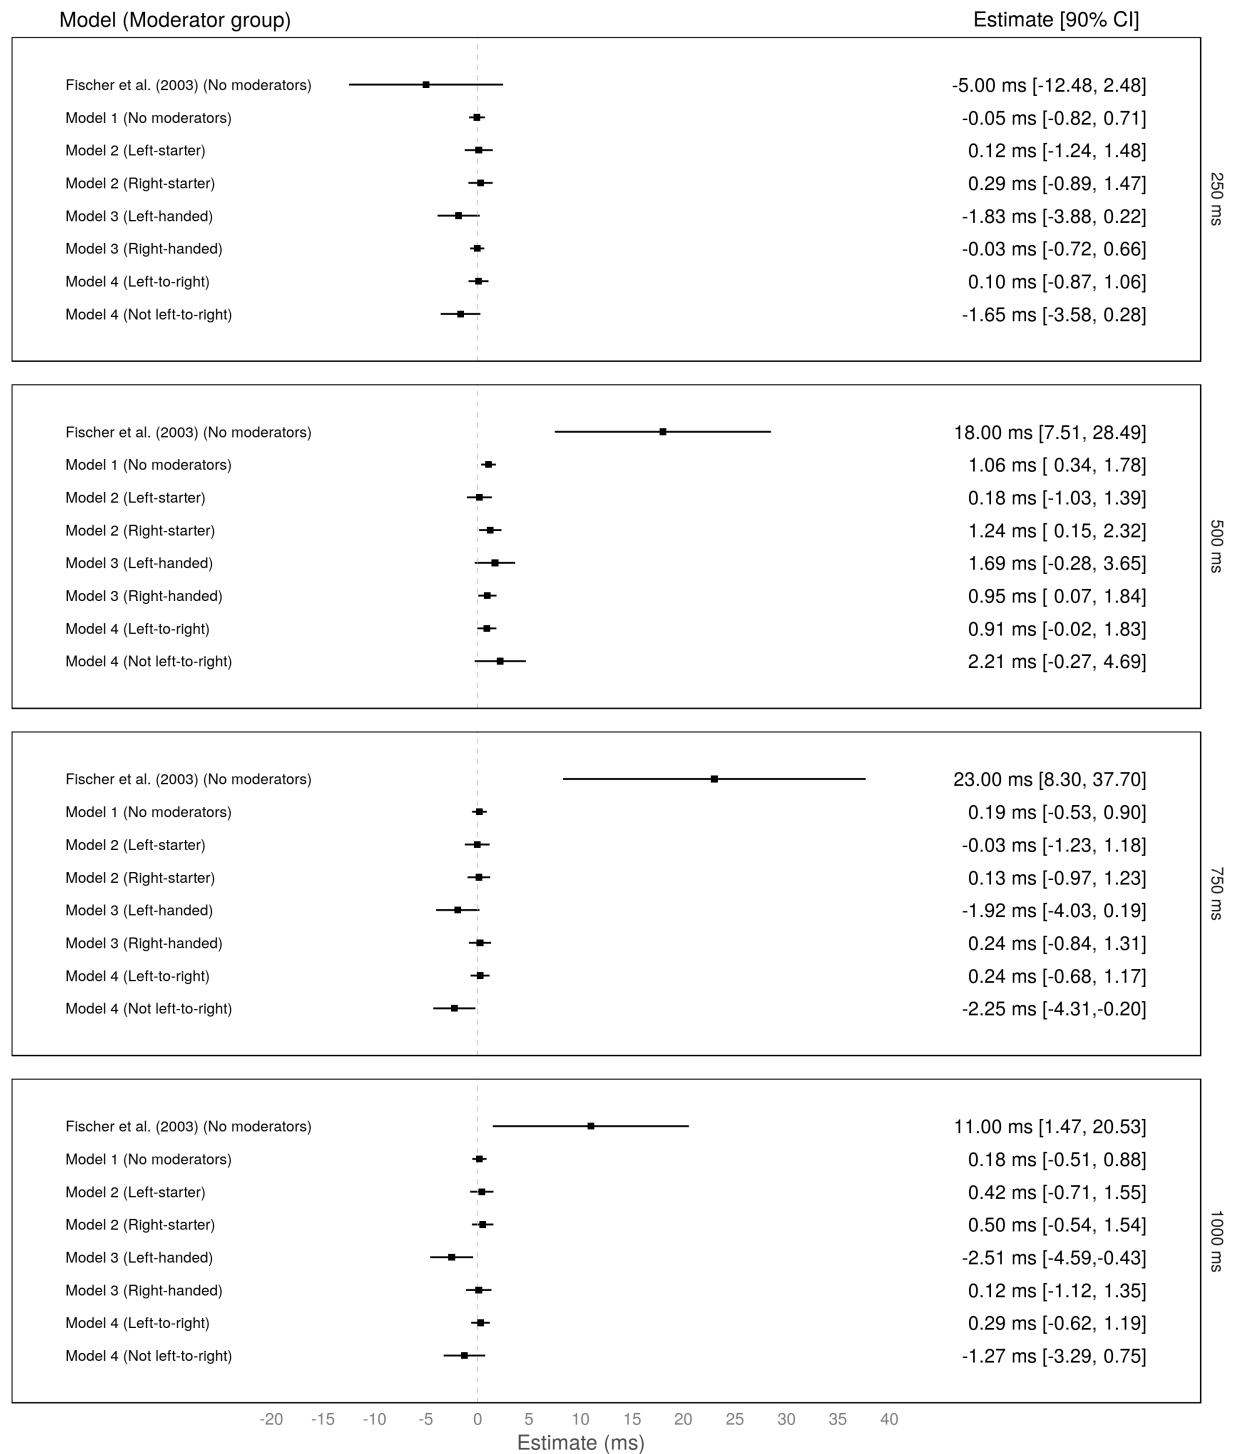 Model (Moderator group) Estimate [90% CI]
Fischer et al. (2003) (No moderators) -5.00 ms [-12.48, 2.48]
Model 1 (No moderators) -0.05 ms [-0.82, 0.71]
Model 2 (Left-starter) 0.12 ms [-1.24, 1.48]
Model 2 (Right-starter) 0.29 ms [-0.89, 1.47]
Model 3 (Left-handed) -1.83 ms [-3.88, 0.22]
Model 3 (Right-handed) -0.03 ms [-0.72, 0.66]
Model 4 (Left-to-right) 0.10 ms [-0.87, 1.06]
Model 4 (Not left-to-right) -1.65 ms [-3.58, 0.28]
250 ms
Fischer et al. (2003) (No moderators) 18.00 ms [7.51, 28.49]
Model 1 (No moderators) 1.06 ms [ 0.34, 1.78]
Model 2 (Left-starter) 0.18 ms [-1.03, 1.39]
Model 2 (Right-starter) 1.24 ms [ 0.15, 2.32]
Model 3 (Left-handed) 1.69 ms [-0.28, 3.65]
Model 3 (Right-handed) 0.95 ms [ 0.07, 1.84]
Model 4 (Left-to-right) 0.91 ms [-0.02, 1.83]
Model 4 (Not left-to-right) 2.21 ms [-0.27, 4.69]
500 ms
Fischer et al. (2003) (No moderators) 23.00 ms [8.30, 37.70]
Model 1 (No moderators) 0.19 ms [-0.53, 0.90]
Model 2 (Left-starter) -0.03 ms [-1.23, 1.18]
Model 2 (Right-starter) 0.13 ms [-0.97, 1.23]
Model 3 (Left-handed) -1.92 ms [-4.03, 0.19]
Model 3 (Right-handed) 0.24 ms [-0.84, 1.31]
Model 4 (Left-to-right) 0.24 ms [-0.68, 1.17]
Model 4 (Not left-to-right) -2.25 ms [-4.31,-0.20]
750 ms
Fischer et al. (2003) (No moderators) 11.00 ms [1.47, 20.53]
Model 1 (No moderators) 0.18 ms [-0.51, 0.88]
Model 2 (Left-starter) 0.42 ms [-0.71, 1.55]
Model 2 (Right-starter) 0.50 ms [-0.54, 1.54]
Model 3 (Left-handed) -2.51 ms [-4.59,-0.43]
Model 3 (Right-handed) 0.12 ms [-1.12, 1.35]
Model 4 (Left-to-right) 0.29 ms [-0.62, 1.19]
Model 4 (Not left-to-right) -1.27 ms [-3.29, 0.75]
1000 ms
-20 -15 -10 -5 0 5 10 15 20 25 30 35 40
Estimate (ms)